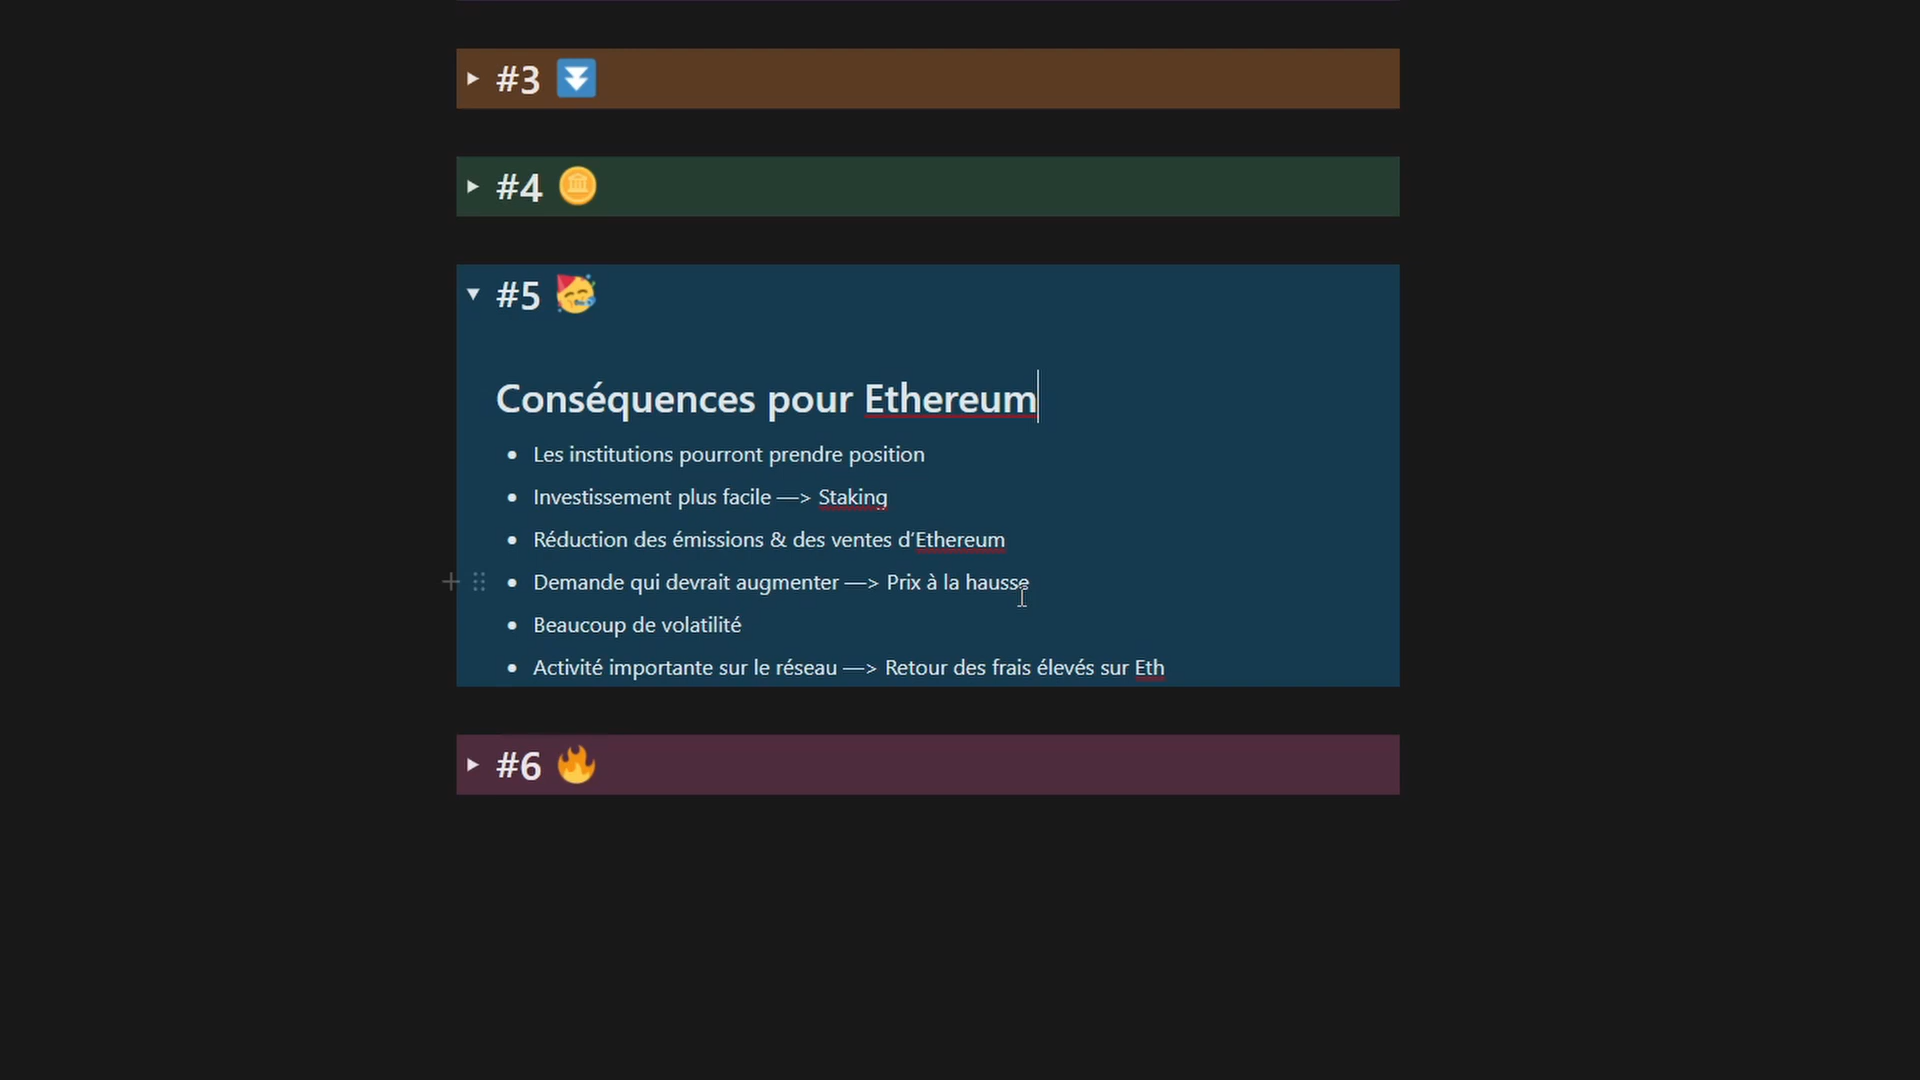 #3
#4
#5
Conséquences pour Ethereum
Les institutions pourront prendre position
Investissement plus facile —> Staking
Réduction des émissions & des ventes d’Ethereum
Demande qui devrait augmenter —> Prix à la hausse
Beaucoup de volatilité
Activité importante sur le réseau —> Retour des frais élevés sur Eth
#6